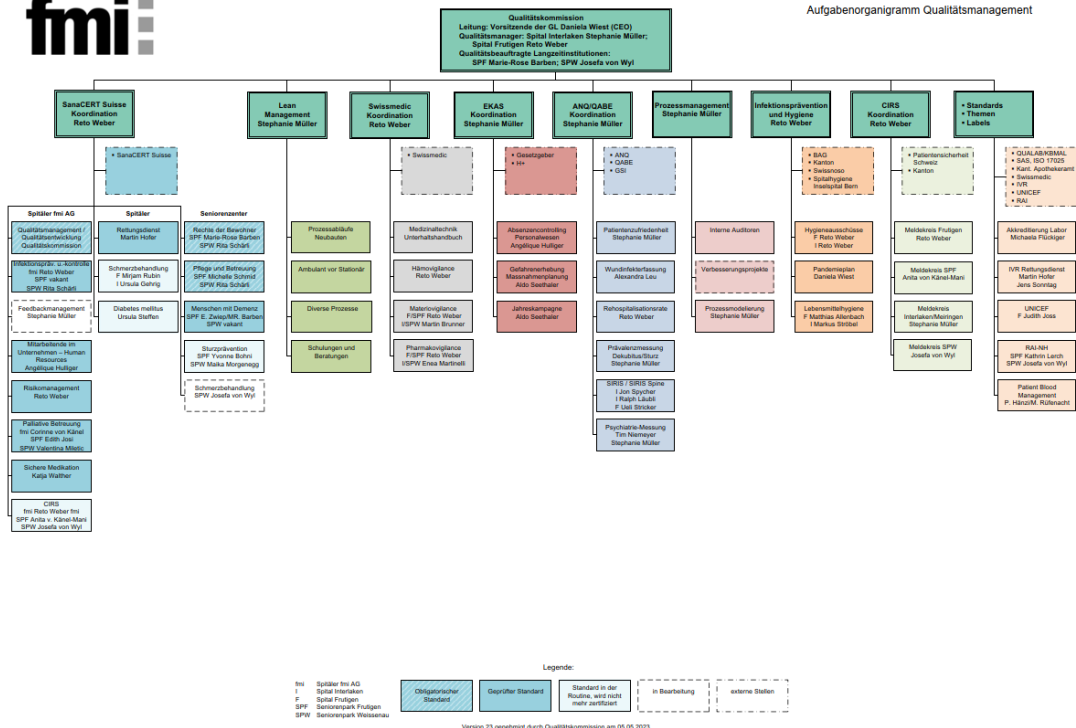 fmi
Aufgabenorganigramm Qualitätsmanagement
Qualitätskommission
Leitung: Vorsitzende der GL Daniela Wiest (CEO)
Qualitätsmanager: Spital Interlaken Stephanie Müller;
Spital Frutigen Reto Weber
Qualitätsbeauftragte Langzeitinstitutionen:
SPF Marie-Rose Barben; SPW Josefa von Wyl
SanaCERT Suisse
Koordination
Reto Weber
Lean
Management
Stephanie Müller
Swissmedic
Koordination
Reto Weber
EKAS
Koordination
Stephanie Müller
ANQ/QABE
Koordination
Stephanie Müller
Prozessmanagement
Stephanie Müller
Infektionsprävention
und Hygiene
Reto Weber
CIRS
Koordination
Reto Weber
• Standards
• Themen
• Labels
• SanaCERT Suisse
• Swissmedic
• Gesetzgeber
• H+
• ANQ
• QABE
• GSI
• BAG
• Kanton
• Swissnoso
• Spitalhygiene
Inselspital Bern
• Patientensicherheit
Schweiz
• Kanton
• QUALAB/KBMAL
• SAS, ISO 17025
• Kant. Apothekeramt
• Swissmedic
• IVR
• UNICEF
• RAI
Spitäler fmi AG
Qualitätsmanagement /
Qualitätsentwicklung
Qualitätskommission
Infektionspräv. u.-kontrolle
fmi Reto Weber
SPF vakant
SPW Rita Schärli
Feedbackmanagement
Stephanie Müller
Mitarbeitende im
Unternehmen – Human
Resources
Angélique Hulliger
Risikomanagement
Reto Weber
Palliative Betreuung
fmi Corinne von Känel
SPF Edith Josi
SPW Valentina Miletic
Sichere Medikation
Katja Walther
CIRS
fmi Reto Weber fmi
SPF Anita v. Känel-Mani
SPW Josefa von Wyl
Spitäler
Rettungsdienst
Martin Hofer
Schmerzbehandlung
F Mirjam Rubin
I Ursula Gehrig
Diabetes mellitus
Ursula Steffen
Seniorenzenter
Rechte der Bewohner
SPF Marie-Rose Barben
SPW Rita Schärli
Pflege und Betreuung
SPF Michelle Schmid
SPW Rita Schärli
Menschen mit Demenz
SPF E. Zwiep/MR. Barben
SPW vakant
Sturzprävention
SPF Yvonne Bohni
SPW Maika Morgenegg
Schmerzbehandlung
SPW Josefa von Wyl
Prozessabläufe
Neubauten
Ambulant vor Stationär
Diverse Prozesse
Schulungen und
Beratungen
Medizinaltechnik
Unterhaltshandbuch
Hämovigilance
Reto Weber
Materiovigilance
F/SPF Reto Weber
I/SPW Martin Brunner
Pharmakovigilance
F/SPF Reto Weber
I/SPW Enea Martinelli
Absenzencontrolling
Personalwesen
Angélique Hulliger
Gefahrenerhebung
Massnahmenplanung
Aldo Seethaler
Jahreskampagne
Aldo Seethaler
Patientenzufriedenheit
Stephanie Müller
Wundinfekterfassung
Alexandra Leu
Rehospitalisationsrate
Reto Weber
Prävalenzmessung
Dekubitus/Sturz
Stephanie Müller
SIRIS / SIRIS Spine
I Jon Spycher
I Ralph Läubli
F Ueli Stricker
Psychiatrie-Messung
Tim Niemeyer
Stephanie Müller
Interne Auditoren
Verbesserungsprojekte
Prozessmodelierung
Stephanie Müller
Hygieneausschüsse
F Reto Weber
I Reto Weber
Pandemieplan
Daniela Wiest
Lebensmittelhygiene
F Matthias Allenbach
I Markus Ströbel
Meldekreis Frutigen
Reto Weber
Meldekreis SPF
Anita von Känel-Mani
Meldekreis
Interlaken/Meiringen
Stephanie Müller
Meldekreis SPW
Josefa von Wyl
Akkreditierung Labor
Michaela Flückiger
IVR Rettungsdienst
Martin Hofer
Jens Sonntag
UNICEF
F Judith Joss
RAI-NH
SPF Kathrin Lerch
SPW Josefa von Wyl
Patient Blood
Management
P. Hänzi/M. Rüfenacht
Legende:
fmi Spitäler fmi AG
I Spital Interlaken
F Spital Frutigen
SPF Seniorenpark Frutigen
SPW Seniorenpark Weissenau
Obligatorischer
Standard
Geprüfter Standard
Standard in der
Routine, wird nicht
mehr zertifiziert
in Bearbeitung
externe Stellen
Version 23 genehmigt durch Qualitätskommission am 05.05.2023